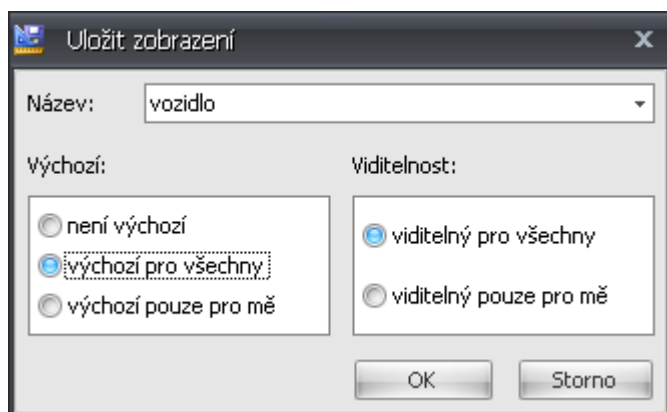 Uložit zobrazení
Název: vozidlo
Výchozí: Viditelnost:
není výchozí
výchozí pro všechny
výchozí pouze pro mě
viditelný pro všechny
viditelný pouze pro mě
OK Storno